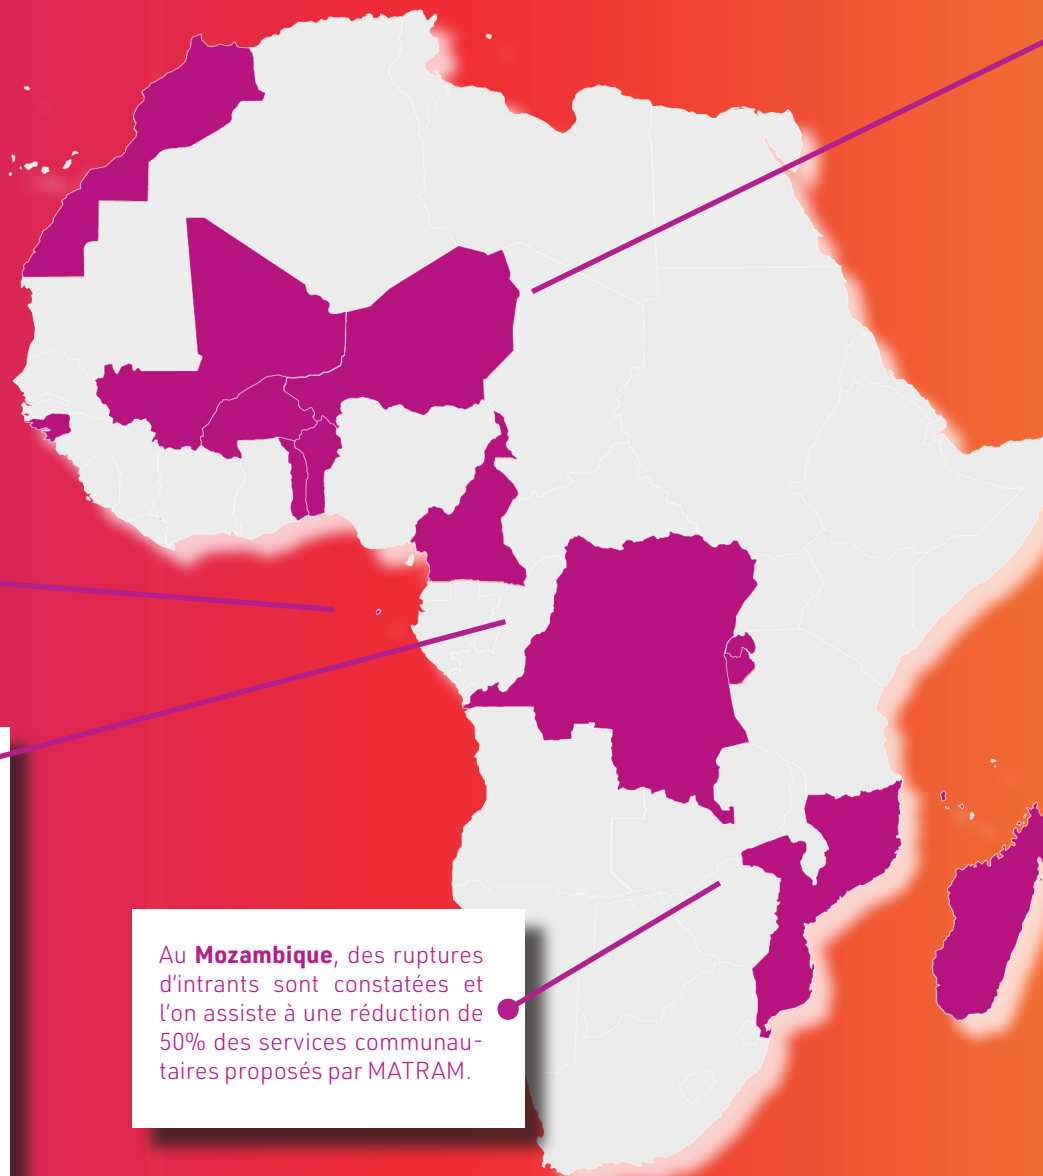 Au Mozambique, des ruptures
d’intrants sont constatées et
l’on assiste à une réduction de
50% des services communau-
taires proposés par MATRAM.